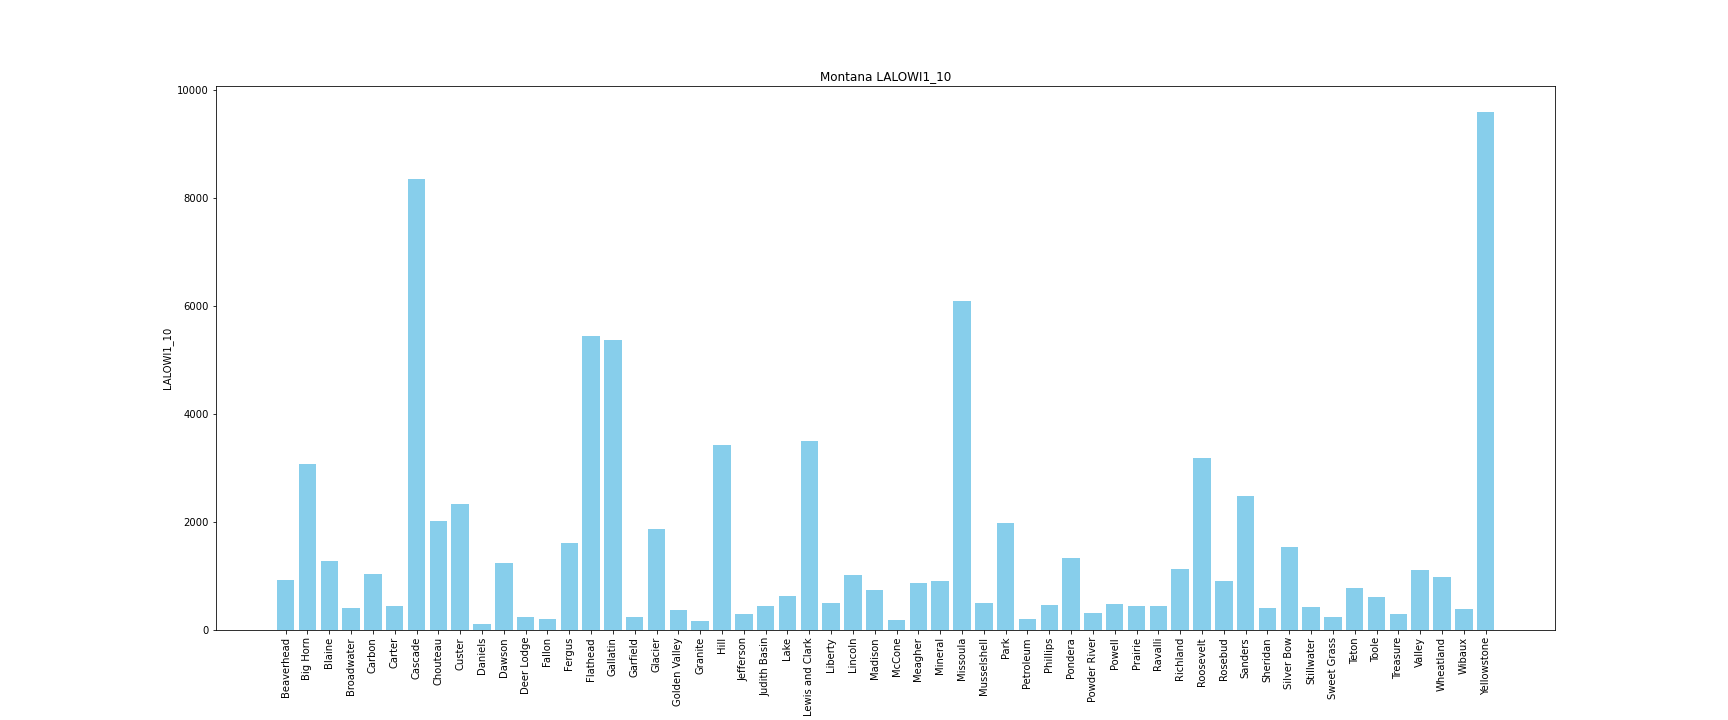 Montana LALOWI1_10
LALOWI1_10
10000
8000
6000
4000
2000
0
Beaverhead
Big Horn
Blaine
Broadwater
Carbon
Carter
Cascade
Chouteau
Custer
Daniels
Dawson
Deer Lodge
Fallon
Fergus
Flathead
Gallatin
Garfield
Glacier
Golden Valley
Granite
Hill
Jefferson
Judith Basin
Lake
Lewis and Clark
Liberty
Lincoln
Madison
McCone
Meagher
Mineral
Missoula
Musselshell
Park
Petroleum
Phillips
Pondera
Powder River
Powell
Prairie
Ravalli
Richland
Roosevelt
Rosebud
Sanders
Sheridan
Silver Bow
Stillwater
Sweet Grass
Teton
Toole
Treasure
Valley
Wheatland
Wibaux
Yellowstone